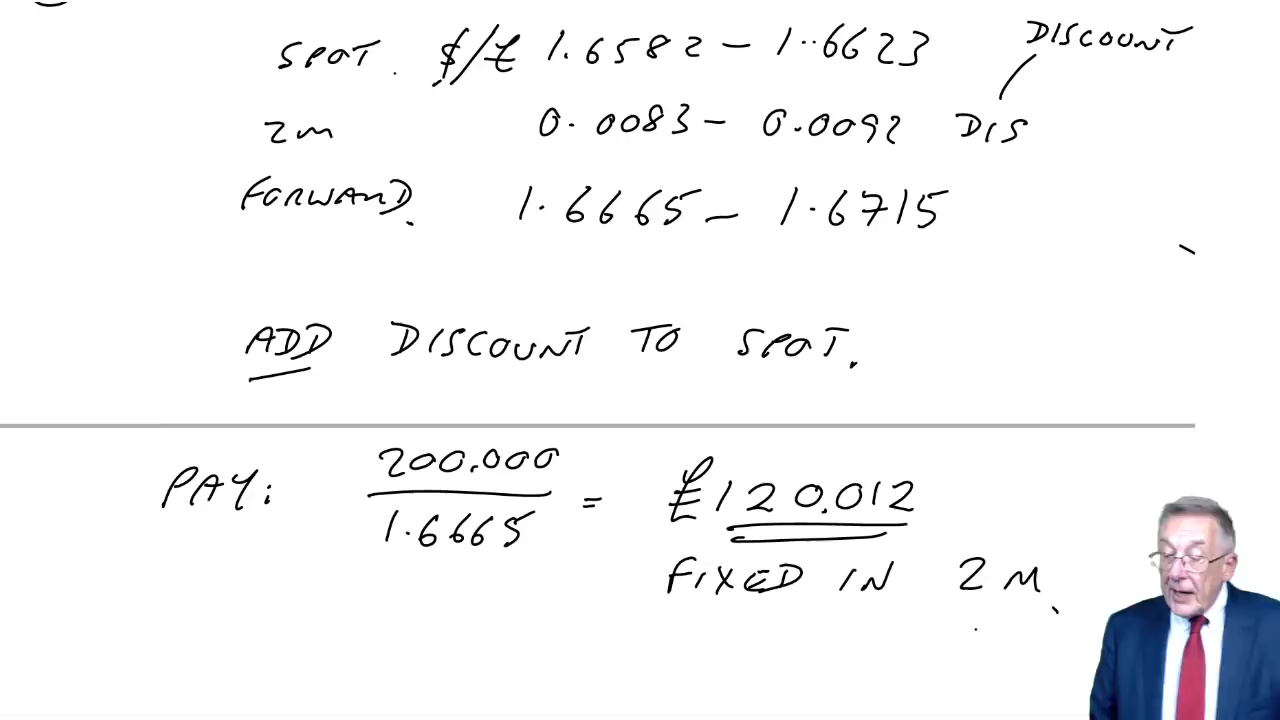 DISCOUNT
SPOT. $/£ 1.6582 - 1.6623
2m 0.0083 - 0.0092 DIS
FORWARD. 1.6665 - 1.6715
ADD DISCOUNT TO SPOT.
PAY: 200.000 / 1.6665 = £120.012
FIXED IN 2 M.